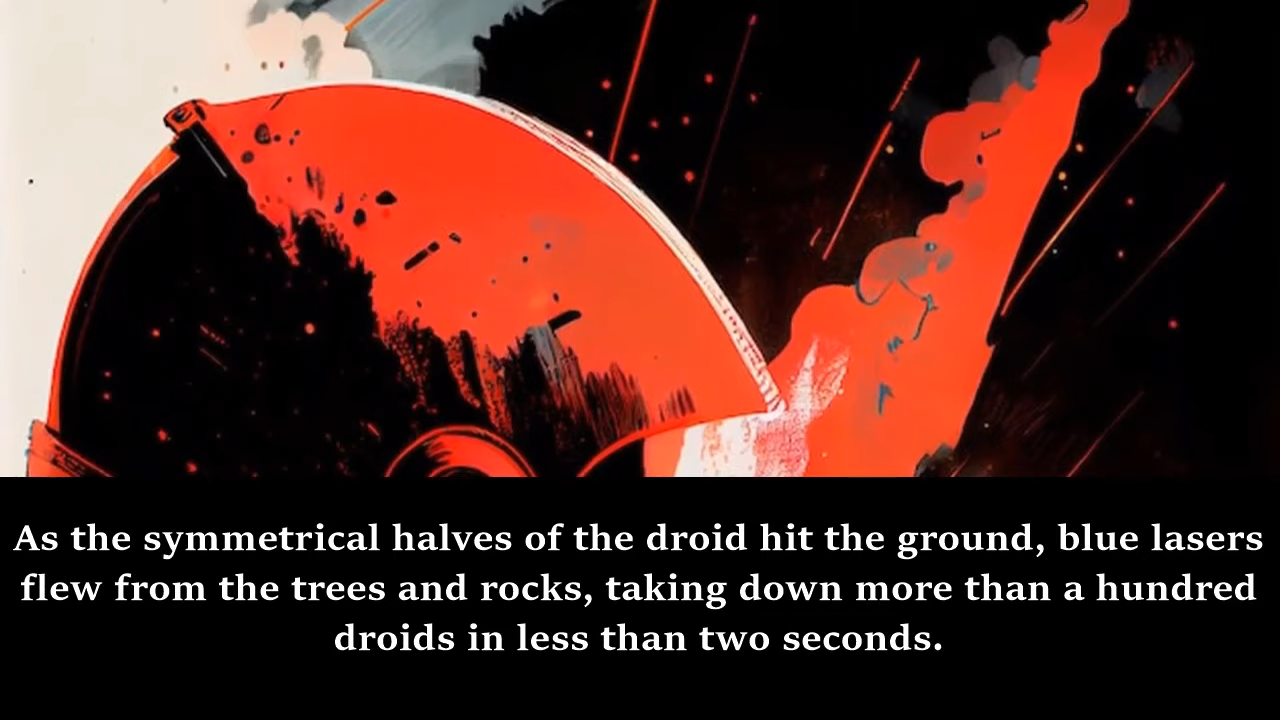 As the symmetrical halves of the droid hit the ground, blue lasers
flew from the trees and rocks, taking down more than a hundred
droids in less than two seconds.